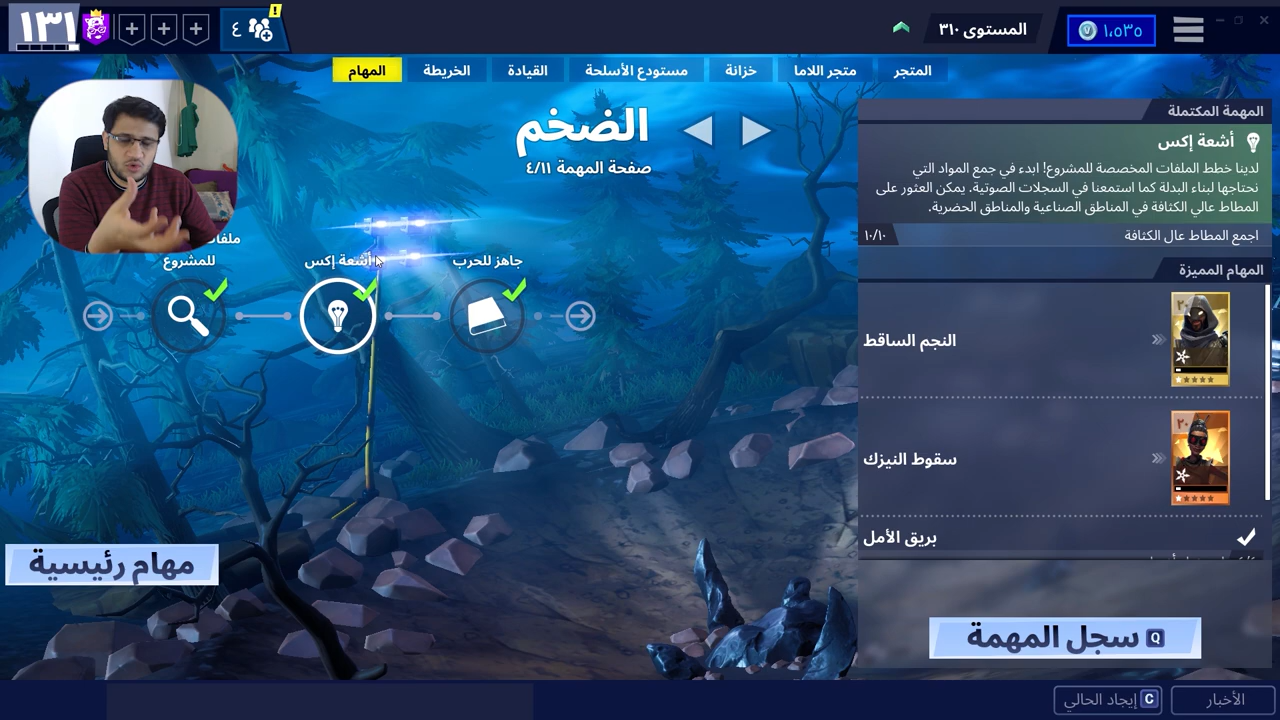 ١٣١
٤
!
المستوى ٣١٠
١،٥٣٥
المهام
الخريطة
القيادة
مستودع الأسلحة
خزانة
متجر اللاما
المتجر
الضخم
صفحة المهمة ٤/١١
المهمة المكتملة
أشعة إكس
لدينا خطط الملفات المخصصة للمشروع! ابدء في جمع المواد التي
نحتاجها لبناء البدلة كما استمعنا في السجلات الصوتية. يمكن العثور على
المطاط عالي الكثافة في المناطق الصناعية والمناطق الحضرية.
اجمع المطاط عال الكثافة
١٠/١٠
المهام المميزة
٢٠
النجم الساقط
٢٠
سقوط النيزك
بريق الأمل
جاهز للحرب
أشعة إكس
للمشروع
مهام رئيسية
سجل المهمة Q
إيجاد الحالي C
الأخبار